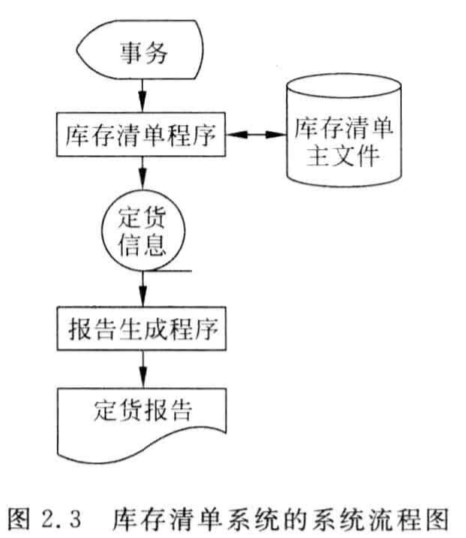 事务
库存清单程序
库存清单
主文件
定货
信息
报告生成程序
定货报告
图 2.3 库存清单系统的系统流程图